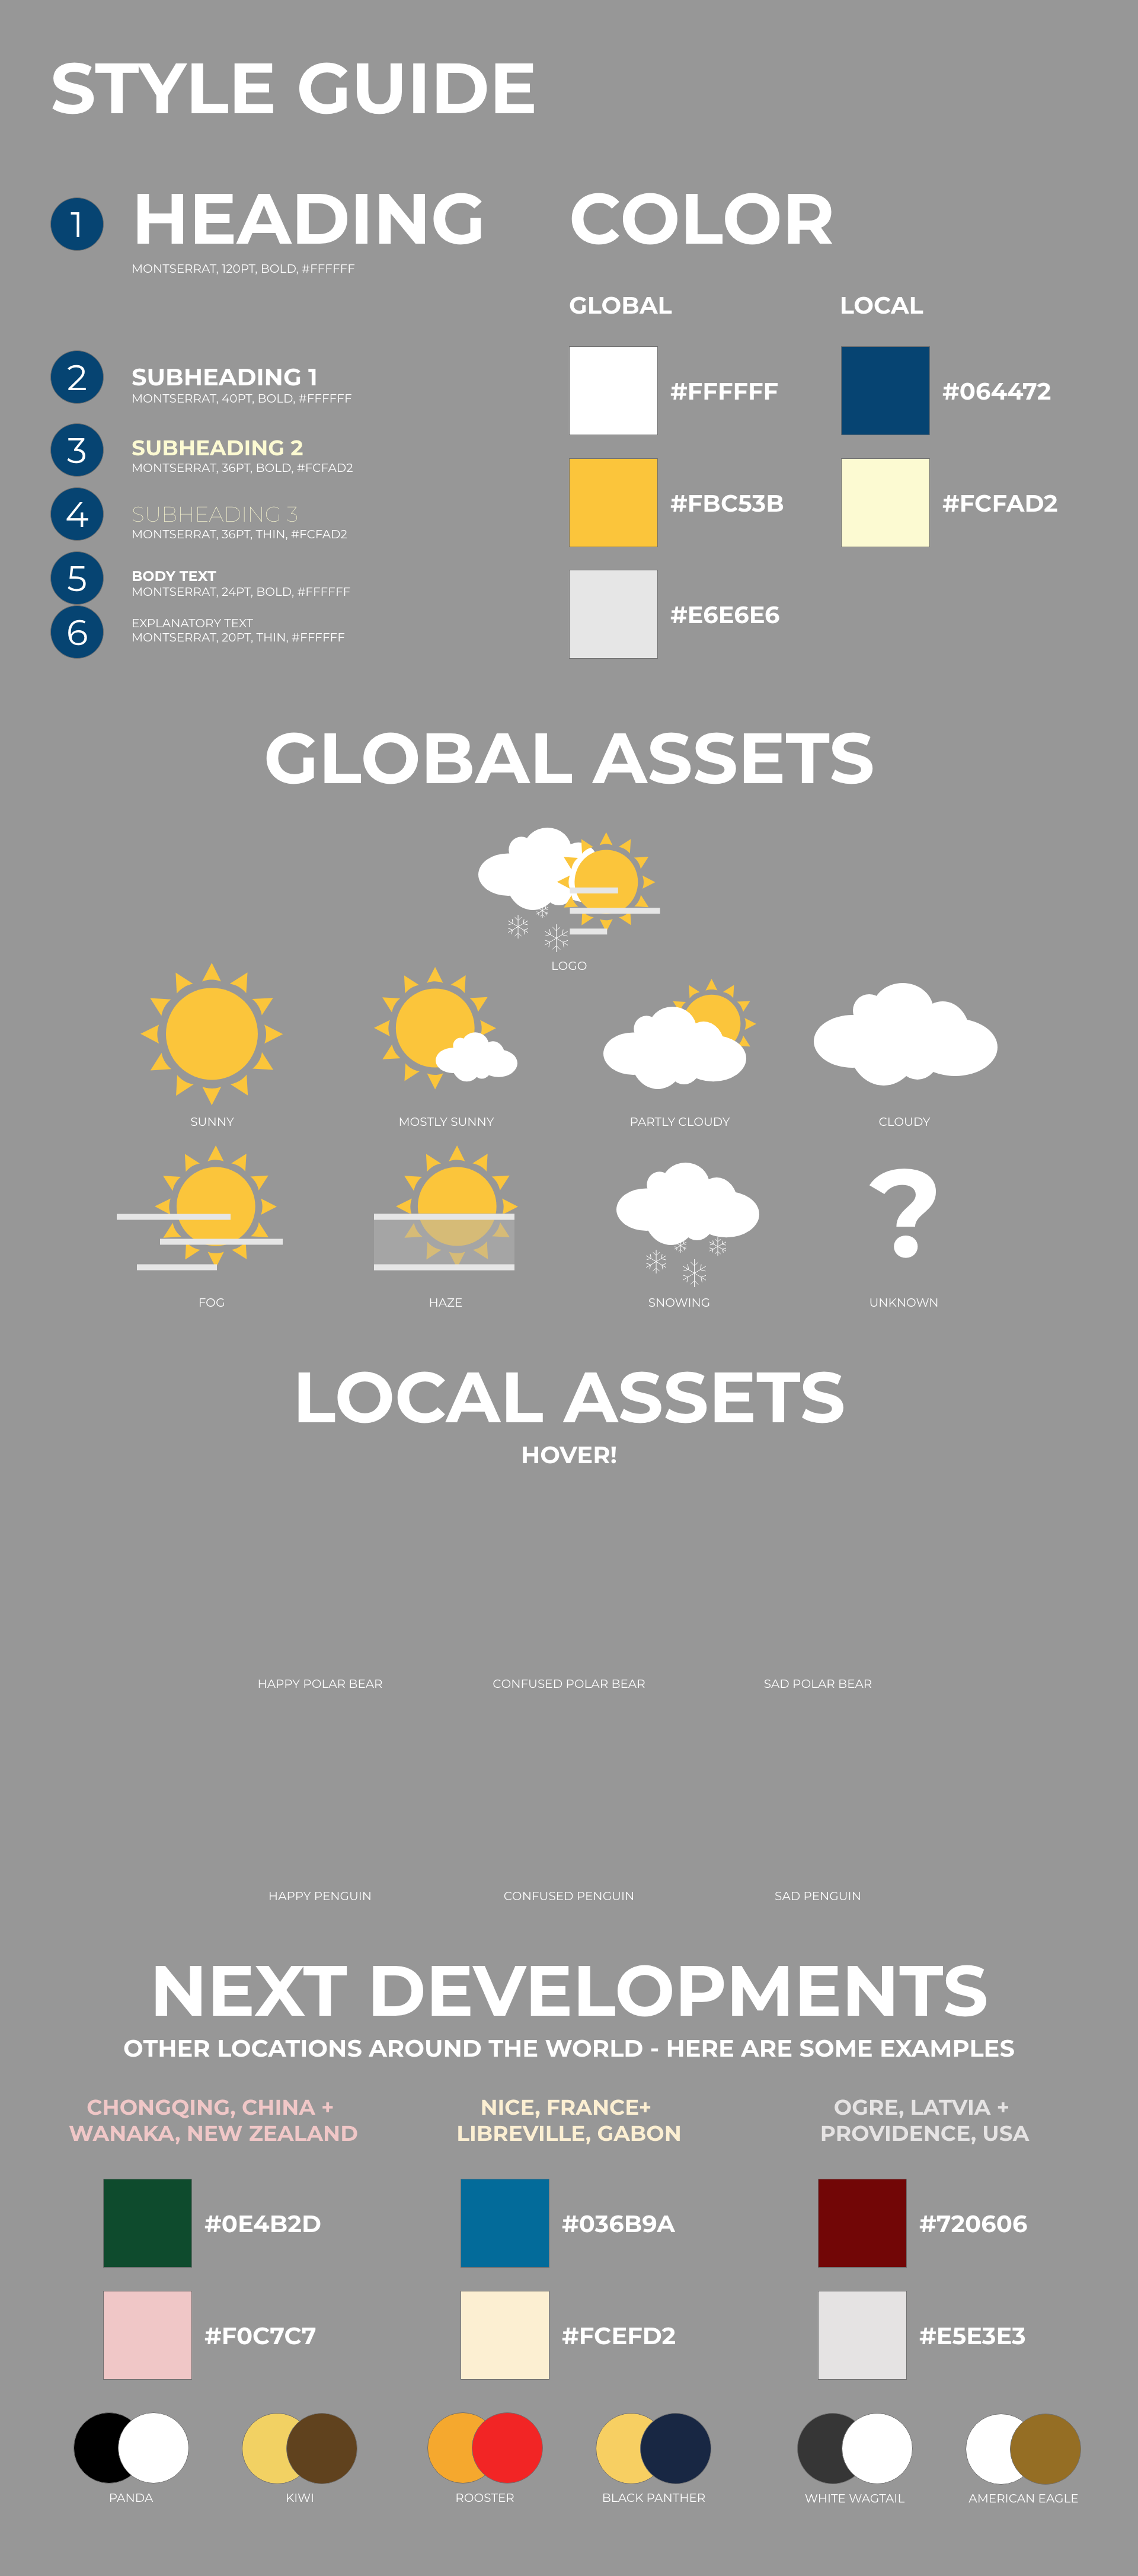 STYLE GUIDE
1
HEADING
MONTSERRAT, 120PT, BOLD, #FFFFFF
2
SUBHEADING 1
MONTSERRAT, 40PT, BOLD, #FFFFFF
3
SUBHEADING 2
MONTSERRAT, 36PT, BOLD, #FCFAD2
4
SUBHEADING 3
MONTSERRAT, 36PT, THIN, #FCFAD2
5
BODY TEXT
MONTSERRAT, 24PT, BOLD, #FFFFFF
6
EXPLANATORY TEXT
MONTSERRAT, 20PT, THIN, #FFFFFF
COLOR
GLOBAL
#FFFFFF
#FBC53B
#E6E6E6
LOCAL
#064472
#FCFAD2
GLOBAL ASSETS
LOGO
SUNNY
MOSTLY SUNNY
PARTLY CLOUDY
CLOUDY
?
FOG
HAZE
SNOWING
UNKNOWN
LOCAL ASSETS
HOVER!
HAPPY POLAR BEAR
CONFUSED POLAR BEAR
SAD POLAR BEAR
HAPPY PENGUIN
CONFUSED PENGUIN
SAD PENGUIN
NEXT DEVELOPMENTS
OTHER LOCATIONS AROUND THE WORLD - HERE ARE SOME EXAMPLES
CHONGQING, CHINA +
WANAKA, NEW ZEALAND
#0E4B2D
#F0C7C7
PANDA
KIWI
NICE, FRANCE+
LIBREVILLE, GABON
#036B9A
#FCEFD2
ROOSTER
BLACK PANTHER
OGRE, LATVIA +
PROVIDENCE, USA
#720606
#E5E3E3
WHITE WAGTAIL
AMERICAN EAGLE